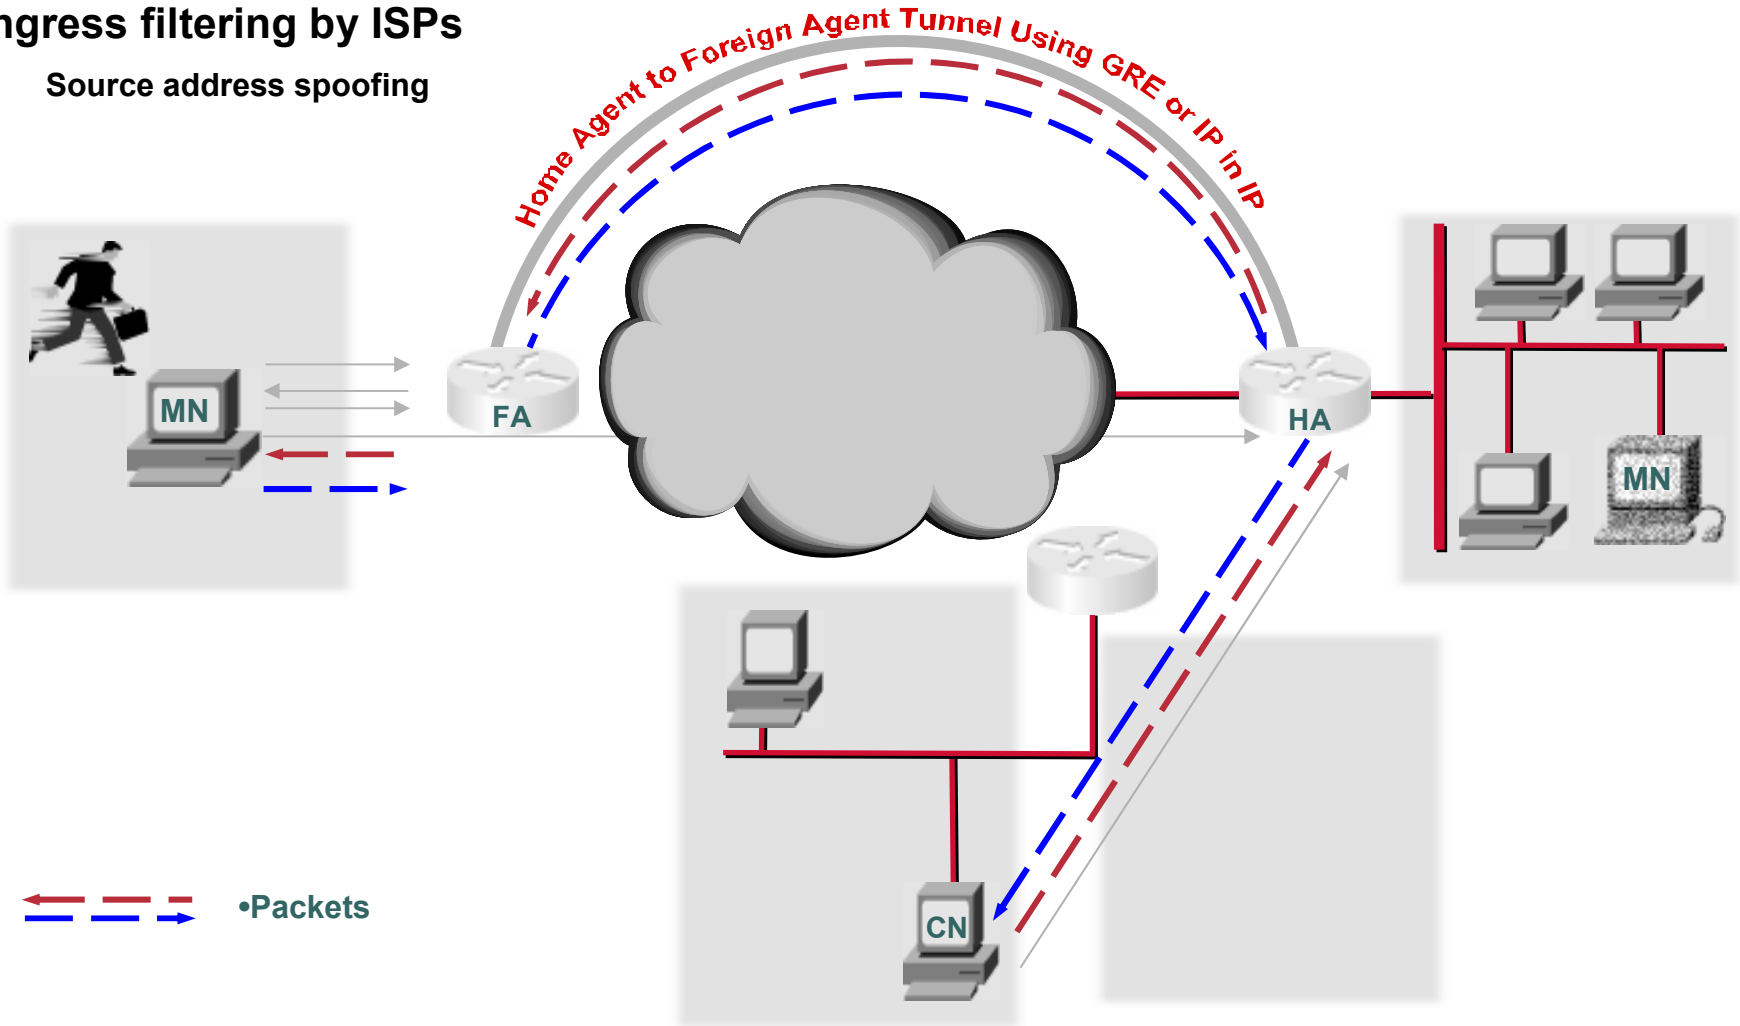 ngress filtering by ISPs
Source address spoofing
Home Agent to Foreign Agent Tunnel Using GRE or IP in IP
MN
FA
HA
MN
CN
•Packets